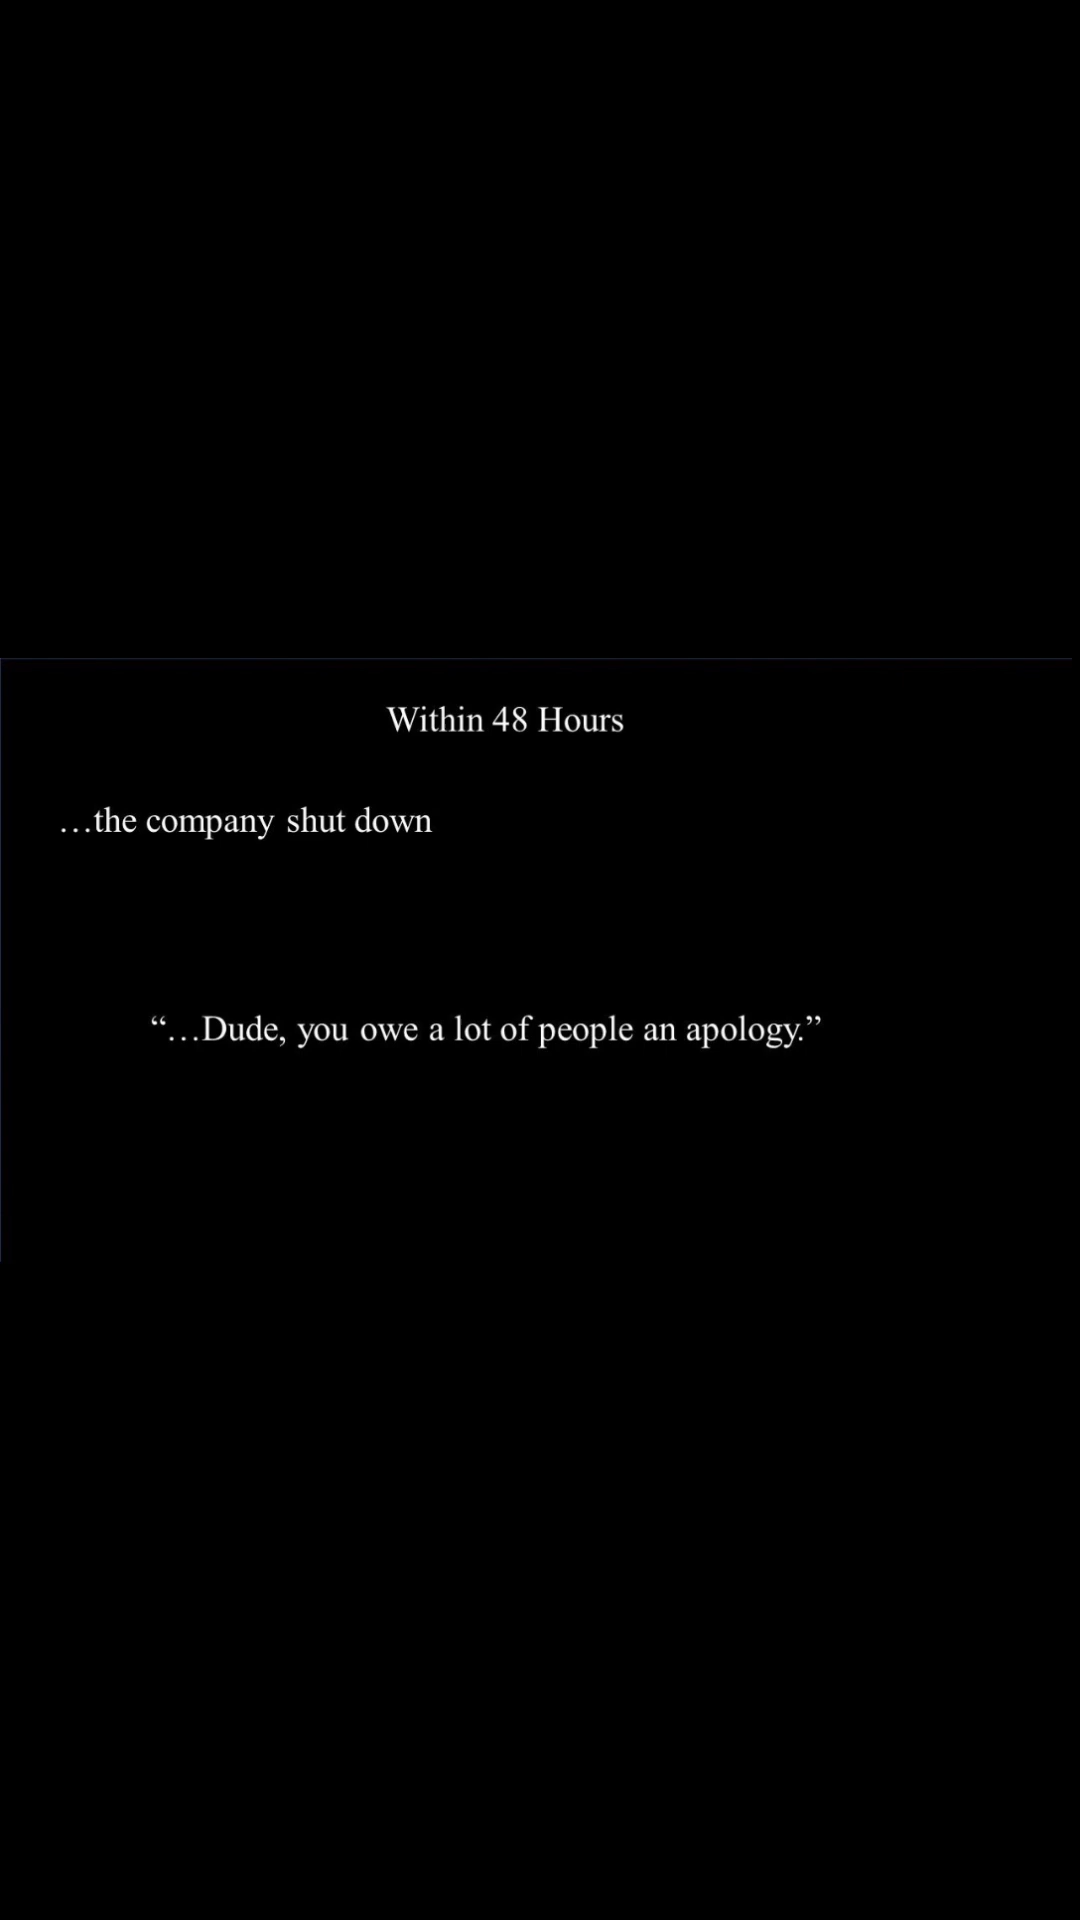 Within 48 Hours
…the company shut down
“…Dude, you owe a lot of people an apology.”